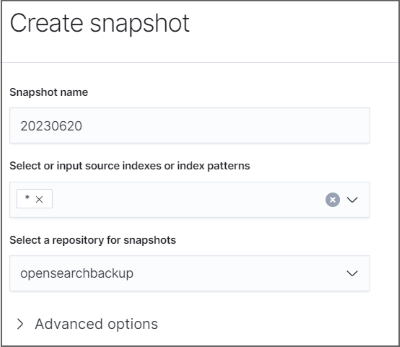 Create snapshot
Snapshot name
20230620
Select or input source indexes or index patterns
*
Select a repository for snapshots
opensearchbackup
Advanced options